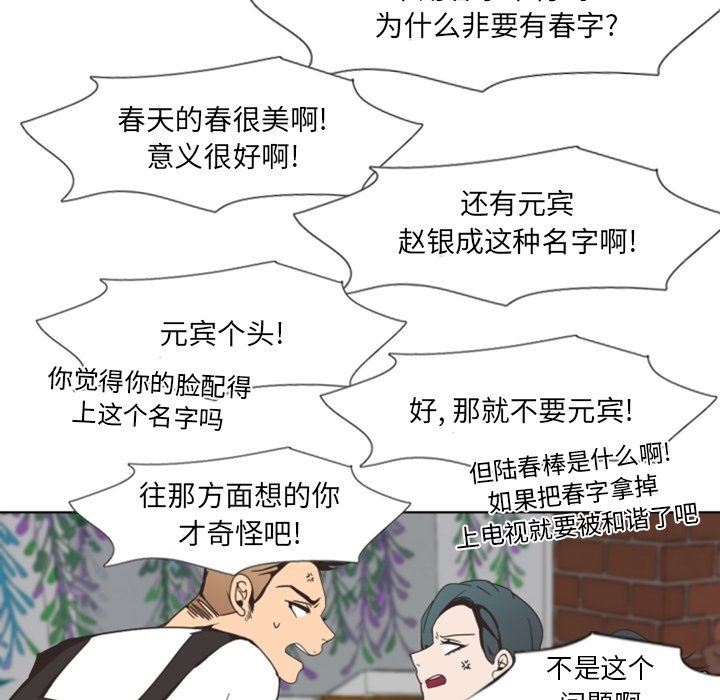 为什么非要有春字?
春天的春很美啊!
意义很好啊!
还有元宾
赵银成这种名字啊!
元宾个头!
你觉得你的脸配得
上这个名字吗
好, 那就不要元宾!
但陆春棒是什么啊!
如果把春字拿掉
上电视就要被和谐了吧
往那方面想的你
才奇怪吧!
不是这个
问题啊